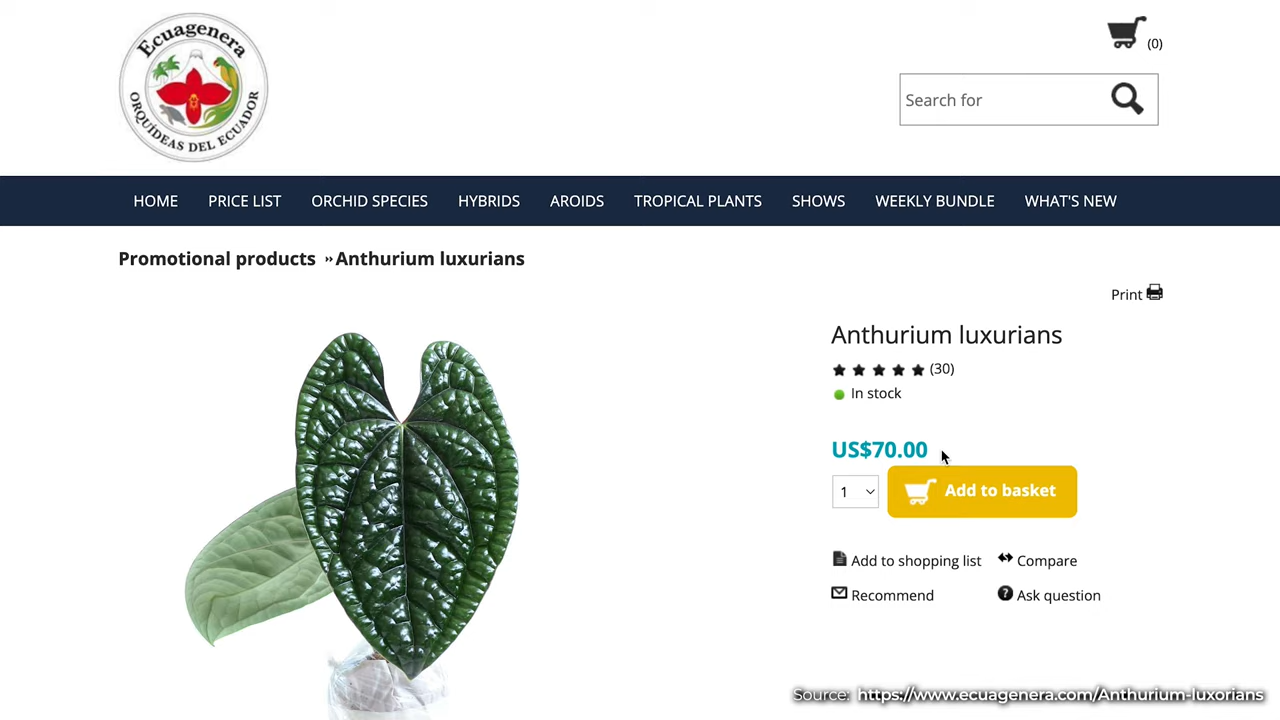 Ecuagenera
ORQUÍDEAS DEL ECUADOR
(0)
Search for
HOME PRICE LIST ORCHID SPECIES HYBRIDS AROIDS TROPICAL PLANTS SHOWS WEEKLY BUNDLE WHAT'S NEW
Promotional products »Anthurium luxurians
Print
Anthurium luxurians
(30)
In stock
US$70.00
1 Add to basket
Add to shopping list Compare
Recommend Ask question
Source: https://www.ecuagenera.com/Anthurium-luxorians